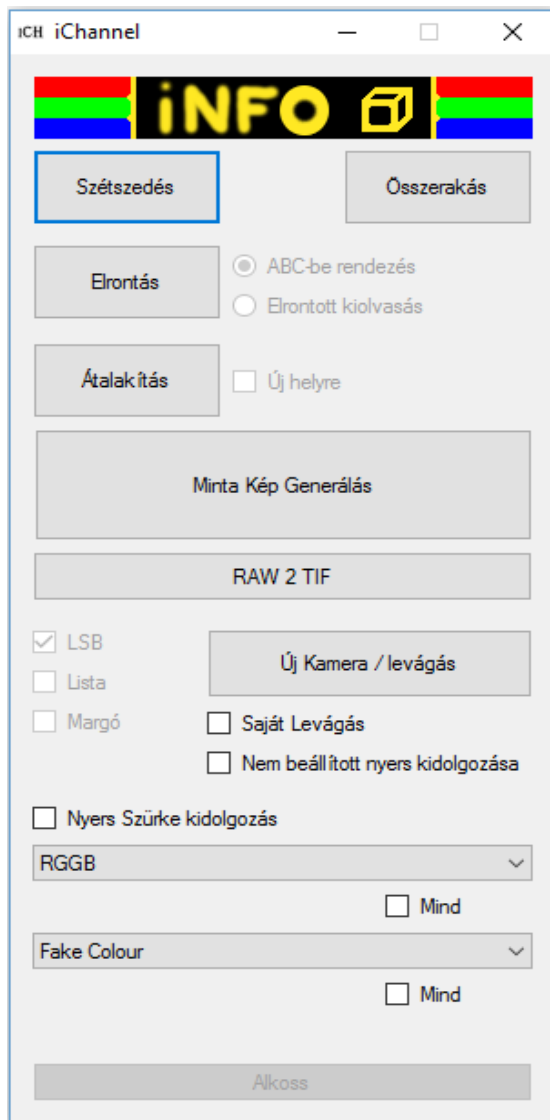 iCH iChannel
iNFO
Szétszedés
Összerakás
Elrontás
ABC-be rendezés
Elrontott kiolvasás
Átalakítás
Új helyre
Minta Kép Generálás
RAW 2 TIF
LSB
Lista
Margó
Új Kamera / levágás
Saját Levágás
Nem beállított nyers kidolgozása
Nyers Szürke kidolgozás
RGGB
Mind
Fake Colour
Mind
Alkoss